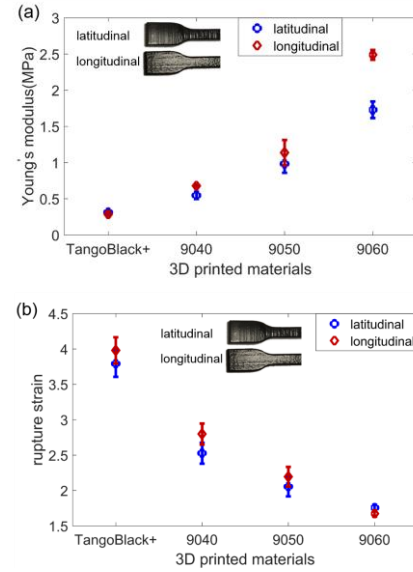 (a)
3
2.5
2
1.5
1
0.5
0
Young's modulus(MPa)
latitudinal
longitudinal
latitudinal
longitudinal
TangoBlack+ 9040 9050 9060
3D printed materials
(b)
4.5
4
3.5
3
2.5
2
1.5
rupture strain
latitudinal
longitudinal
latitudinal
longitudinal
TangoBlack+ 9040 9050 9060
3D printed materials